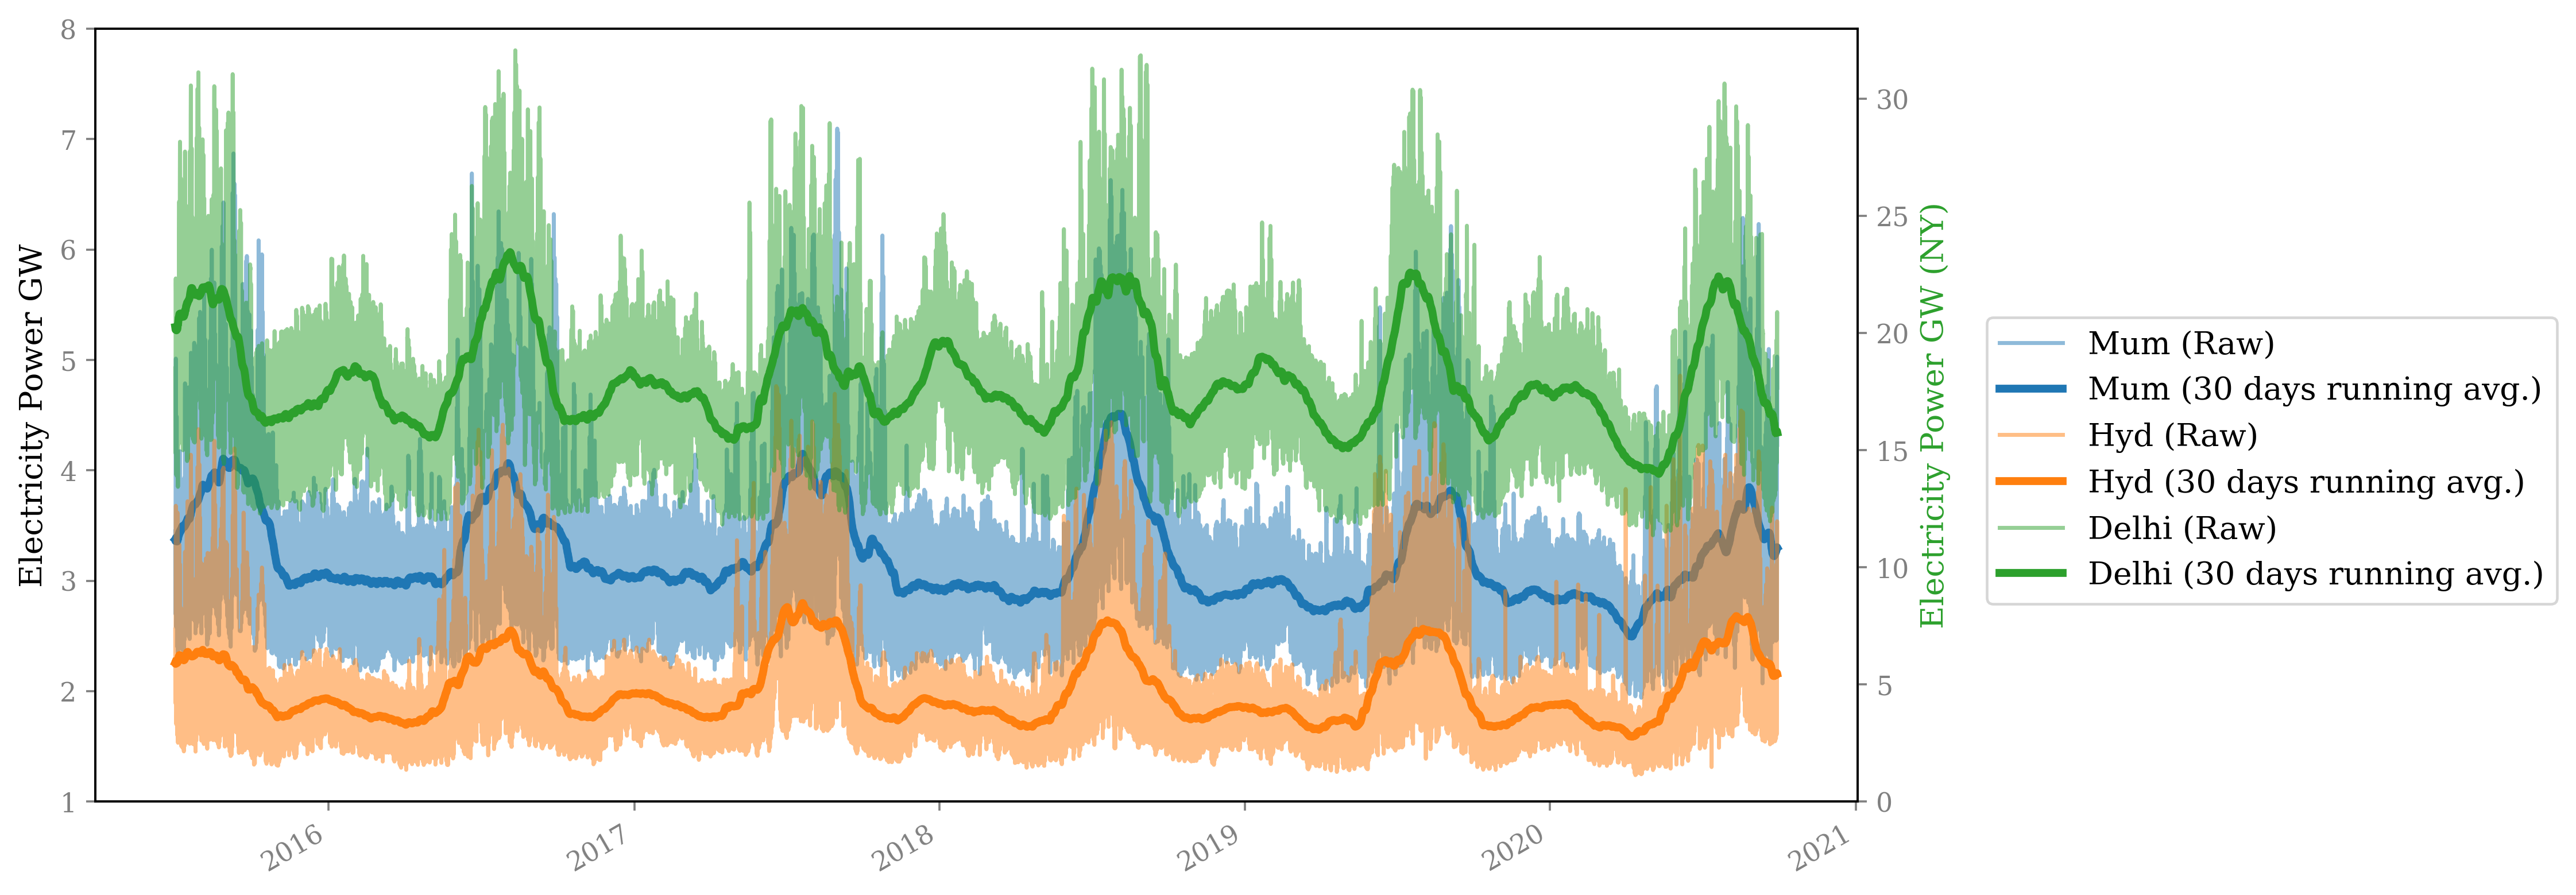 Electricity Power GW
8
7
6
5
4
3
2
1
2016
2017
2018
2019
2020
2021
30
25
20
15
10
5
0
Electricity Power GW (NY)
Mum (Raw)
Mum (30 days running avg.)
Hyd (Raw)
Hyd (30 days running avg.)
Delhi (Raw)
Delhi (30 days running avg.)